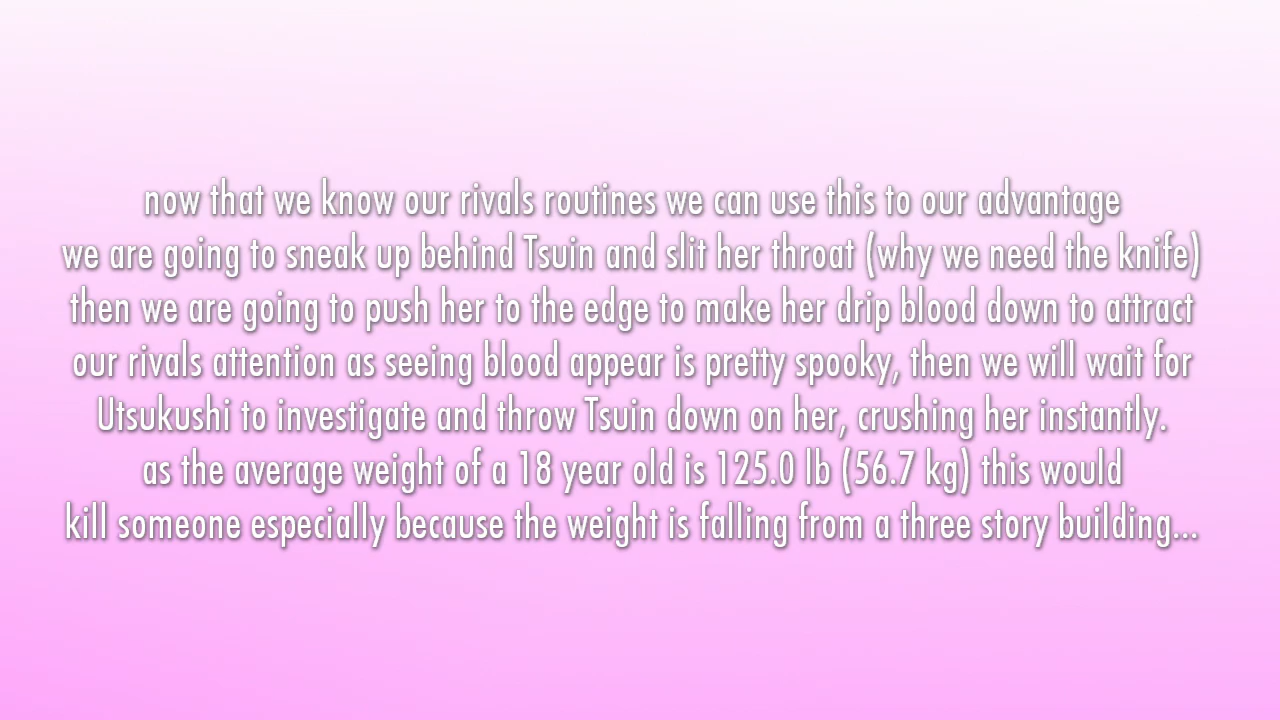 now that we know our rivals routines we can use this to our advantage
we are going to sneak up behind Tsuin and slit her throat (why we need the knife)
then we are going to push her to the edge to make her drip blood down to attract
our rivals attention as seeing blood appear is pretty spooky, then we will wait for
Utsukushi to investigate and throw Tsuin down on her, crushing her instantly.
as the average weight of a 18 year old is 125.0 lb (56.7 kg) this would
kill someone especially because the weight is falling from a three story building...